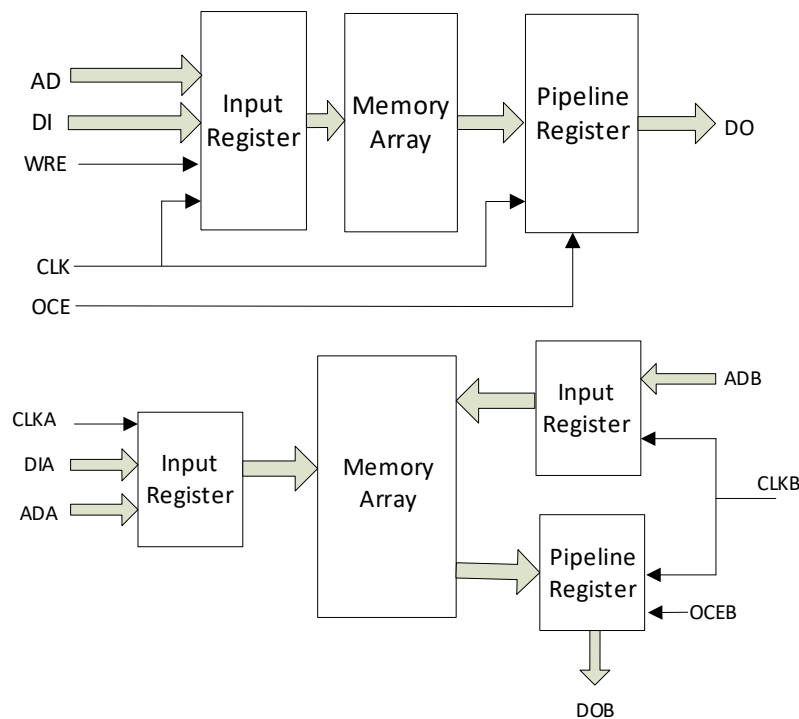 AD
DI
WRE
CLK
OCE
Input
Register
Memory
Array
Pipeline
Register
DO
CLKA
DIA
ADA
Input
Register
Memory
Array
Input
Register
ADB
CLKB
Pipeline
Register
OCEB
DOB